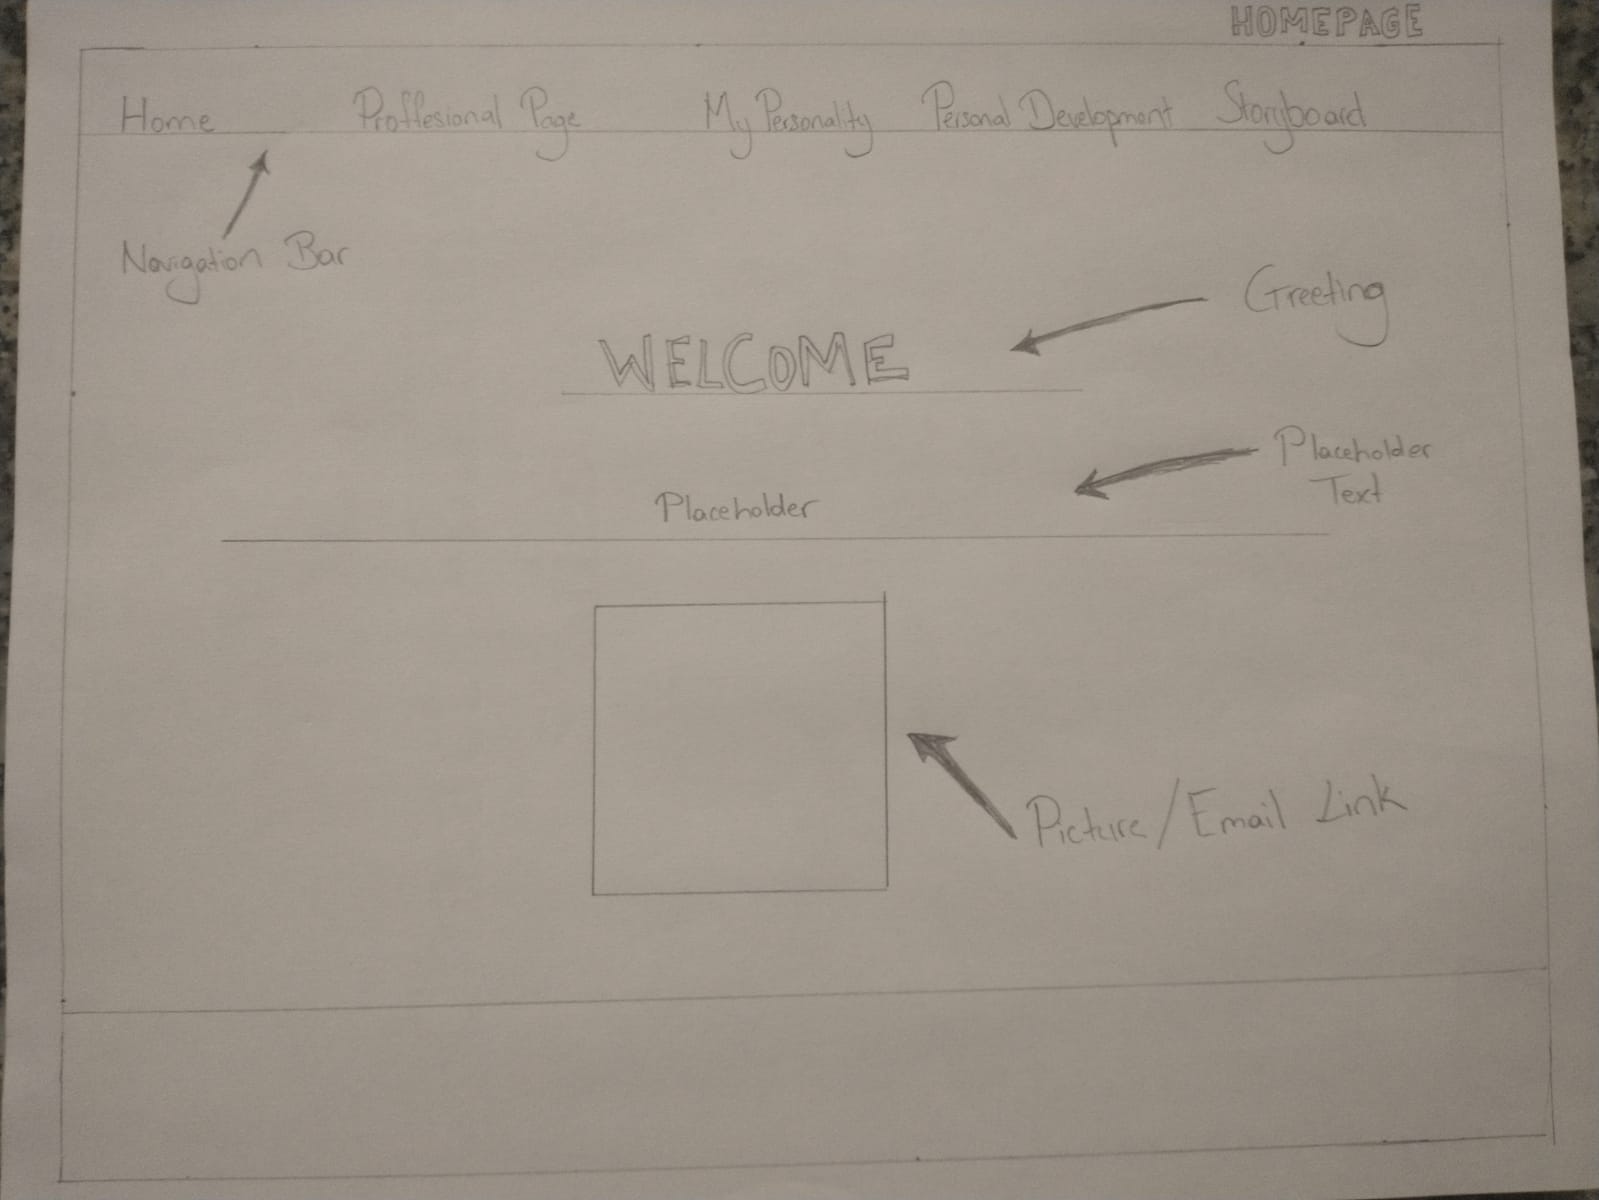 HOMEPAGE
Home Proffesional Page My Personality Personal Development Storyboard
Navigation Bar
Greeting
WELCOME
Placeholder
Text
Placeholder
Picture/Email Link